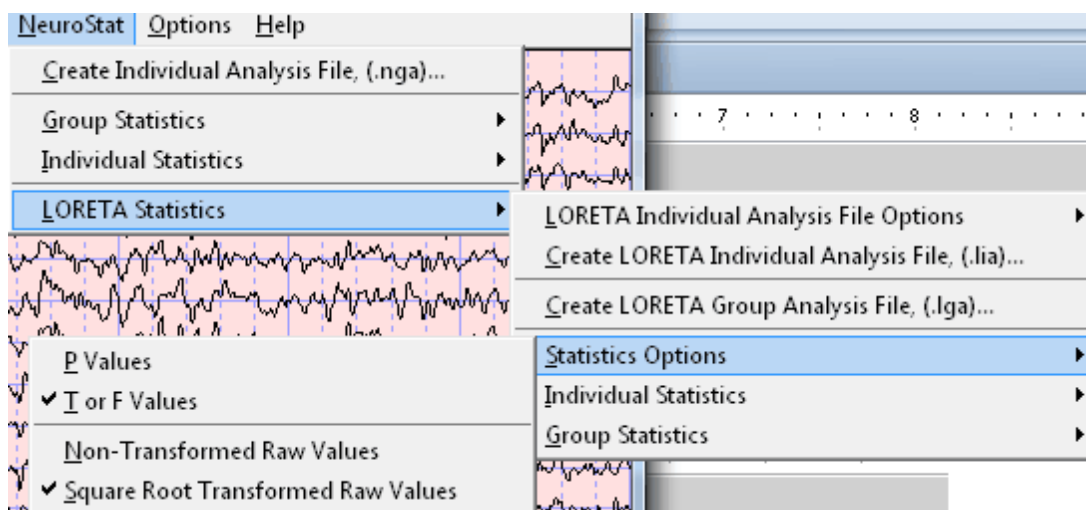 NeuroStat Options Help
Create Individual Analysis File, (.nga)...
Group Statistics
Individual Statistics
LORETA Statistics
7 8
LORETA Individual Analysis File Options
Create LORETA Individual Analysis File, (.lia)...
Create LORETA Group Analysis File, (.lga)...
Statistics Options
Individual Statistics
Group Statistics
P Values
T or F Values
Non-Transformed Raw Values
Square Root Transformed Raw Values